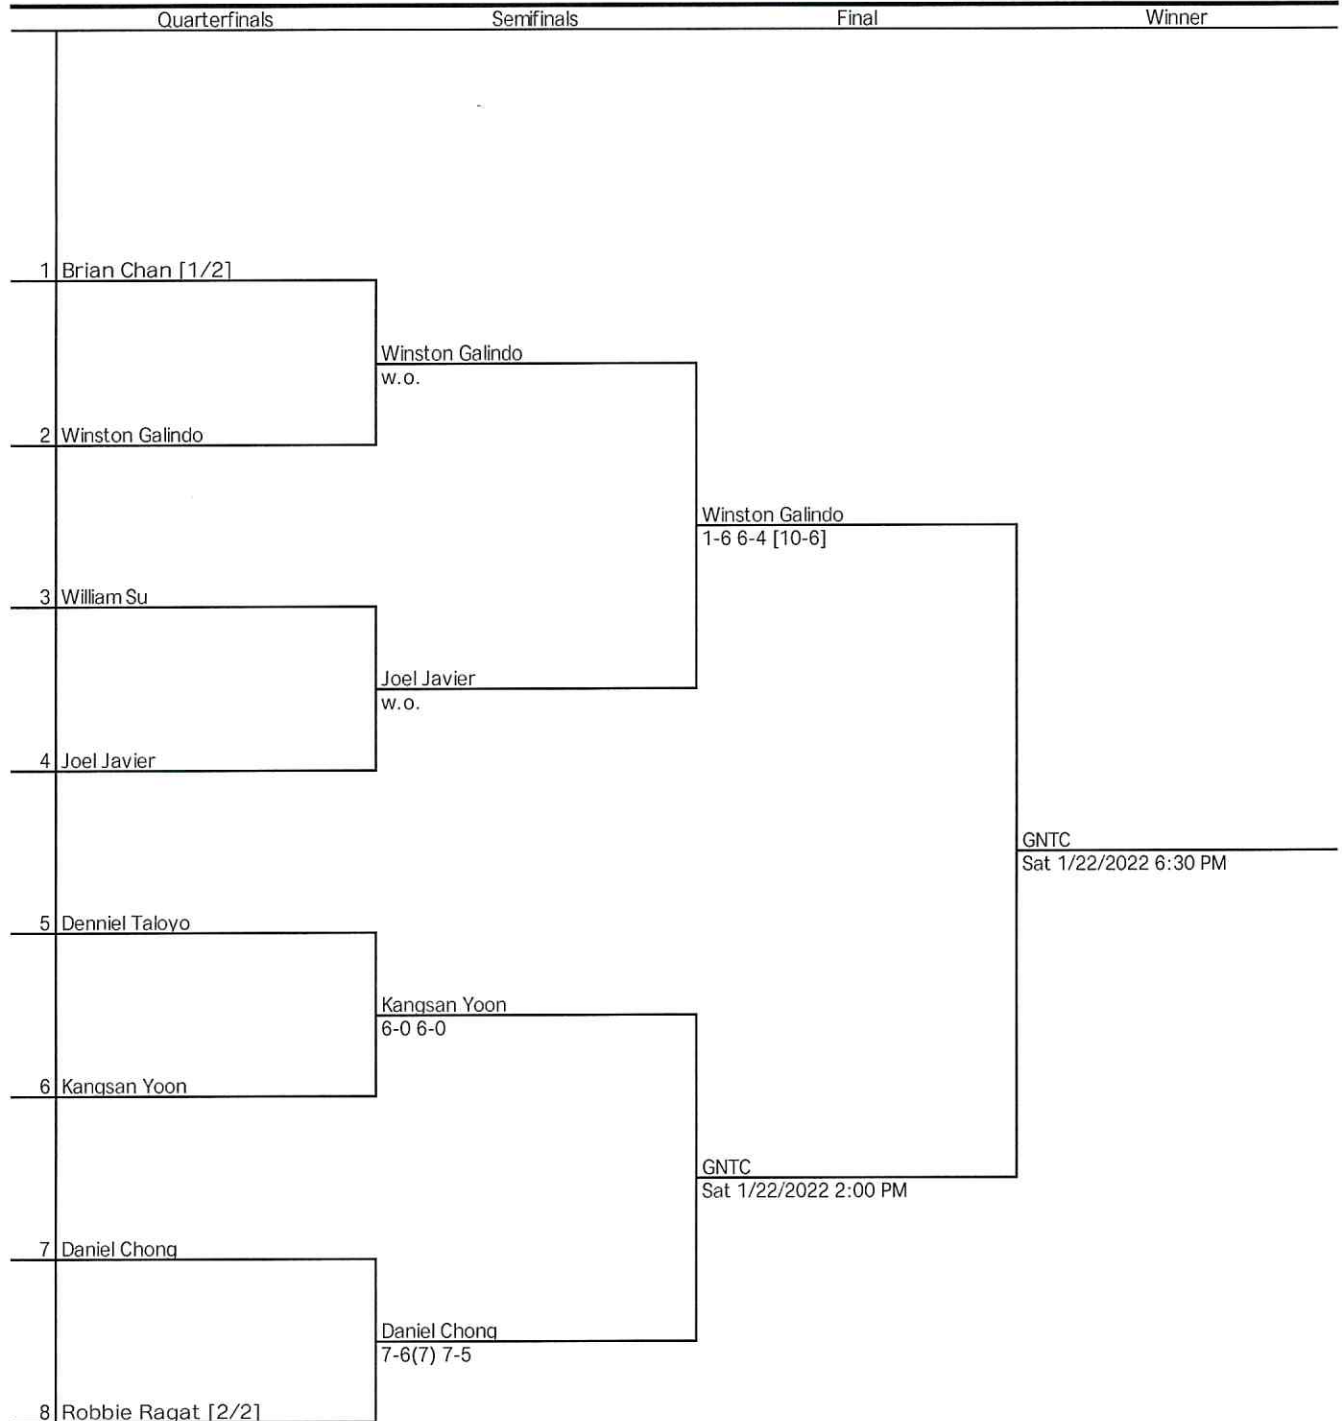 Quarterfinals Semifinals Final Winner
1 Brian Chan [1/2]
Winston Galindo
w.o.
2 Winston Galindo
Winston Galindo
1-6 6-4 [10-6]
3 William Su
Joel Javier
w.o.
4 Joel Javier
GNTC
Sat 1/22/2022 6:30 PM
5 Denniel Taloyo
Kangsan Yoon
6-0 6-0
6 Kangsan Yoon
GNTC
Sat 1/22/2022 2:00 PM
7 Daniel Chong
Daniel Chong
7-6(7) 7-5
8 Robbie Ragat [2/2]